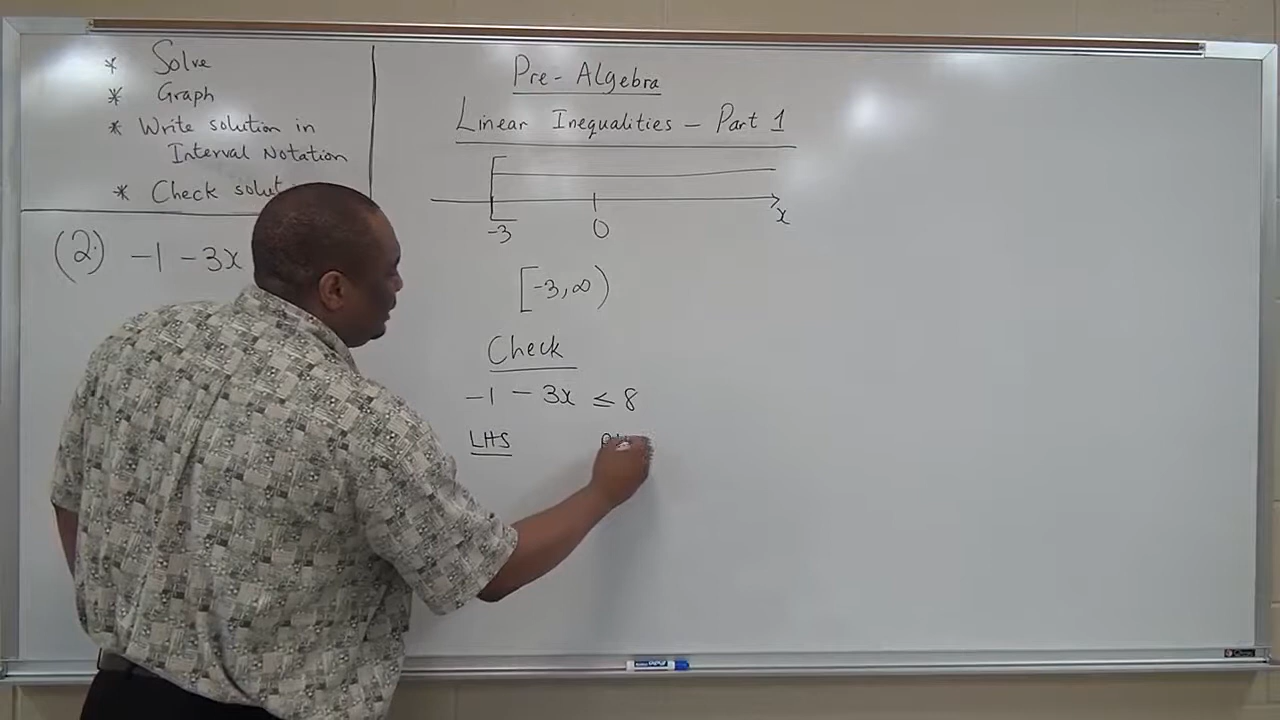 * Solve
* Graph
* Write solution in
Interval Notation
* Check
(2.) -1 - 3x
Pre-Algebra
Linear Inequalities - Part 1
-3 0 x
[-3, ∞)
Check
-1 - 3x ≤ 8
LHS